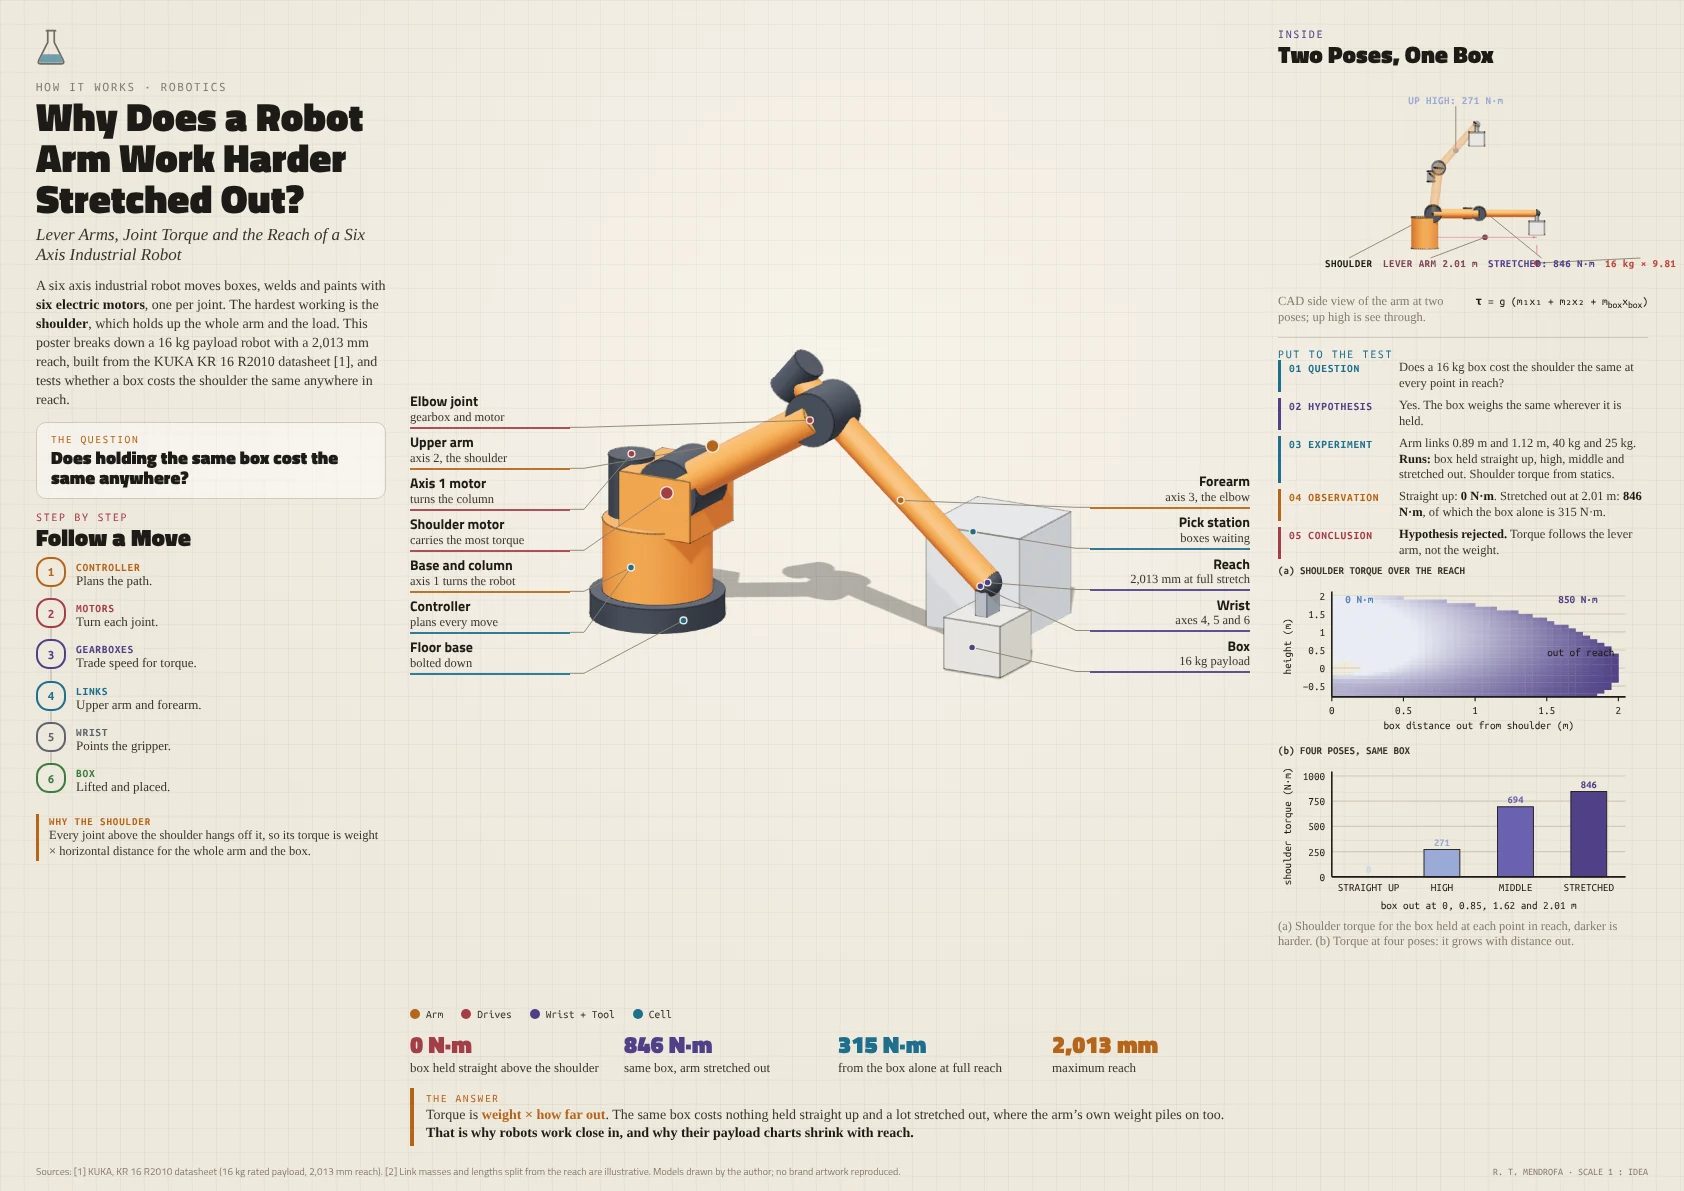 HOW IT WORKS · ROBOTICS
Why Does a Robot
Arm Work Harder
Stretched Out?
Lever Arms, Joint Torque and the Reach of a Six
Axis Industrial Robot
A six axis industrial robot moves boxes, welds and paints with
six electric motors, one per joint. The hardest working is the
shoulder, which holds up the whole arm and the load. This
poster breaks down a 16 kg payload robot with a 2,013 mm
reach, built from the KUKA KR 16 R2010 datasheet [1], and
tests whether a box costs the shoulder the same anywhere in
reach.
THE QUESTION
Does holding the same box cost the
same anywhere?
STEP BY STEP
Follow a Move
1
CONTROLLER
Plans the path.
2
MOTORS
Turn each joint.
3
GEARBOXES
Trade speed for torque.
4
LINKS
Upper arm and forearm.
5
WRIST
Points the gripper.
6
BOX
Lifted and placed.
WHY THE SHOULDER
Every joint above the shoulder hangs off it, so its torque is weight
× horizontal distance for the whole arm and the box.
Elbow joint
gearbox and motor
Upper arm
axis 2, the shoulder
Axis 1 motor
turns the column
Shoulder motor
carries the most torque
Base and column
axis 1 turns the robot
Controller
plans every move
Floor base
bolted down
Forearm
axis 3, the elbow
Pick station
boxes waiting
Reach
2,013 mm at full stretch
Wrist
axes 4, 5 and 6
Box
16 kg payload
Arm Drives Wrist + Tool Cell
0 N·m
box held straight above the shoulder
846 N·m
same box, arm stretched out
315 N·m
from the box alone at full reach
2,013 mm
maximum reach
THE ANSWER
Torque is weight × how far out. The same box costs nothing held straight up and a lot stretched out, where the arm's own weight piles on too.
That is why robots work close in, and why their payload charts shrink with reach.
INSIDE
Two Poses, One Box
UP HIGH: 271 N·m
SHOULDER LEVER ARM 2.01 m STRETCHED: 846 N·m 16 kg × 9.81
CAD side view of the arm at two
poses; up high is see through.
τ = g (m₁x₁ + m₂x₂ + mboxxbox)
PUT TO THE TEST
01 QUESTION
Does a 16 kg box cost the shoulder the same at
every point in reach?
02 HYPOTHESIS
Yes. The box weighs the same wherever it is
held.
03 EXPERIMENT
Arm links 0.89 m and 1.12 m, 40 kg and 25 kg.
Runs: box held straight up, high, middle and
stretched out. Shoulder torque from statics.
04 OBSERVATION
Straight up: 0 N·m. Stretched out at 2.01 m: 846
N·m, of which the box alone is 315 N·m.
05 CONCLUSION
Hypothesis rejected. Torque follows the lever
arm, not the weight.
(a) SHOULDER TORQUE OVER THE REACH
height (m)
2
1.5
1
0.5
0
−0.5
0 N·m
850 N·m
out of reach
0 0.5 1 1.5 2
box distance out from shoulder (m)
(b) FOUR POSES, SAME BOX
shoulder torque (N·m)
1000
750
500
250
0
0
271
694
846
STRAIGHT UP HIGH MIDDLE STRETCHED
box out at 0, 0.85, 1.62 and 2.01 m
(a) Shoulder torque for the box held at each point in reach, darker is
harder. (b) Torque at four poses: it grows with distance out.
Sources: [1] KUKA, KR 16 R2010 datasheet (16 kg rated payload, 2,013 mm reach). [2] Link masses and lengths split from the reach are illustrative. Models drawn by the author; no brand artwork reproduced.
R. T. MENDROFA · SCALE 1 : IDEA